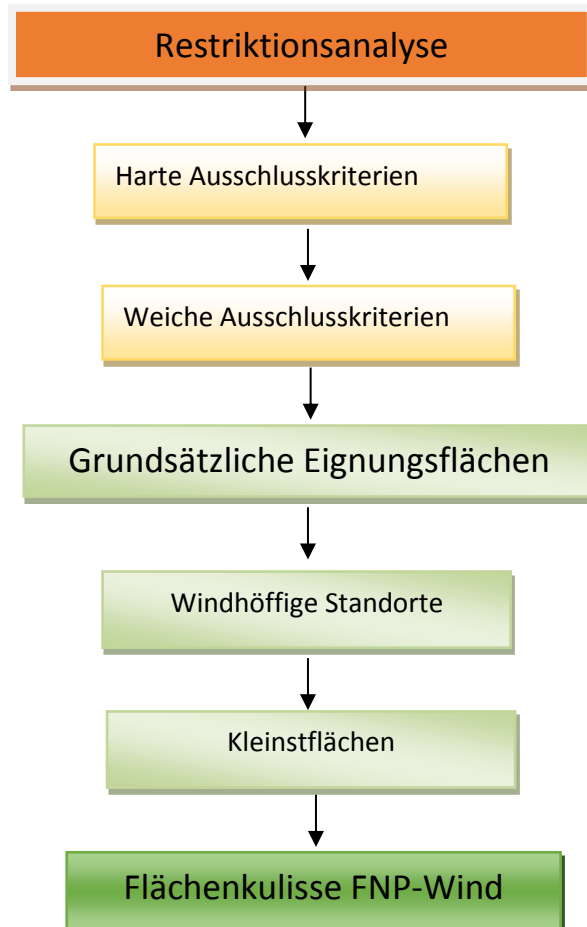 Restriktionsanalyse
Harte Ausschlusskriterien
Weiche Ausschlusskriterien
Grundsätzliche Eignungsflächen
Windhöffige Standorte
Kleinstflächen
Flächenkulisse FNP-Wind